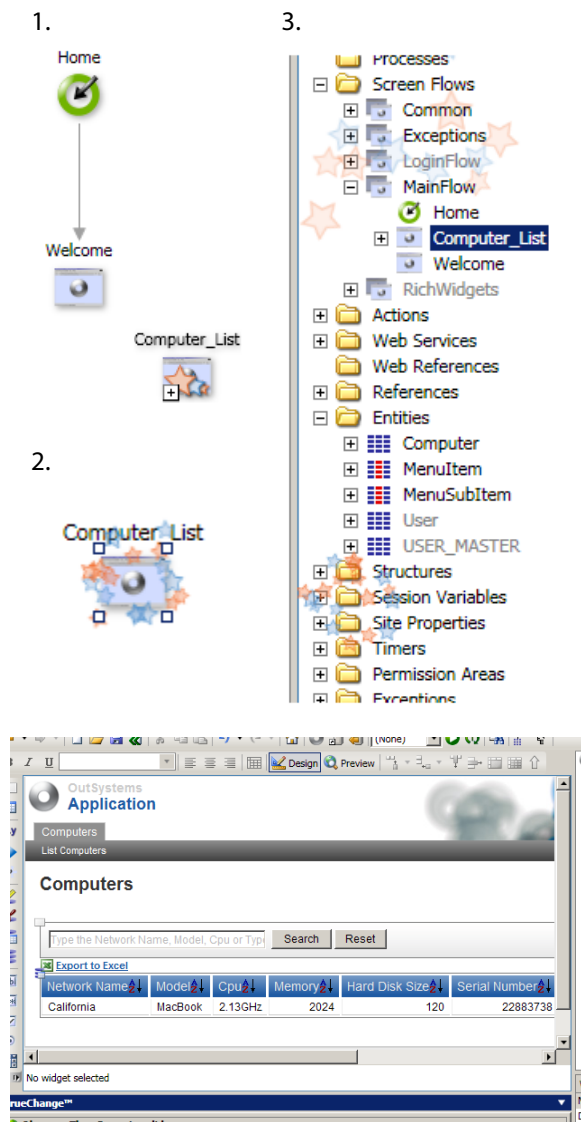 1.
Home
Welcome
Computer_List
2.
Computer_List
3.
Processes
Screen Flows
Common
Exceptions
LoginFlow
MainFlow
Home
Computer_List
Welcome
RichWidgets
Actions
Web Services
Web References
References
Entities
Computer
MenuItem
MenuSubItem
User
USER_MASTER
Structures
Session Variables
Site Properties
Timers
Permission Areas
Exceptions
(None)
I U Design Preview
OutSystems
Application
Computers
List Computers
Computers
Type the Network Name, Model, Cpu or Typ Search Reset
Export to Excel
Network Name Model Cpu Memory Hard Disk Size Serial Number
California MacBook 2.13GHz 2024 120 22883738
No widget selected
rueChange™